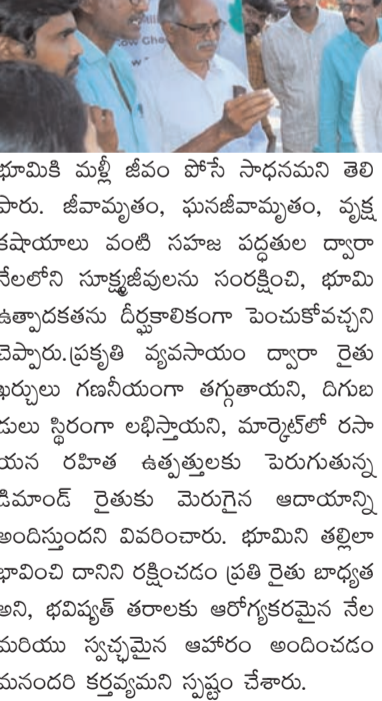 భూమికి మళ్లీ జీవం పోసే సాధనమని తెలి
పారు. జీవామృతం, ఘనజీవామృతం, వృక్ష
కషాయాలు వంటి సహజ పద్ధతుల ద్వారా
నేలలోని సూక్ష్మజీవులను సంరక్షించి, భూమి
ఉత్పాదకతను దీర్ఘకాలికంగా పెంచుకోవచ్చని
చెప్పారు.ప్రకృతి వ్యవసాయం ద్వారా రైతు
ఖర్చులు గణనీయంగా తగ్గుతాయని, దిగుబ
డులు స్థిరంగా లభిస్తాయని, మార్కెట్‌లో రసా
యన రహిత ఉత్పత్తులకు పెరుగుతున్న
డిమాండ్ రైతుకు మెరుగైన ఆదాయాన్ని
అందిస్తుందని వివరించారు. భూమిని తల్లిలా
భావించి దానిని రక్షించడం ప్రతి రైతు బాధ్యత
అని, భవిష్యత్ తరాలకు ఆరోగ్యకరమైన నేల
మరియు స్వచ్ఛమైన ఆహారం అందించడం
మనందరి కర్తవ్యమని స్పష్టం చేశారు.